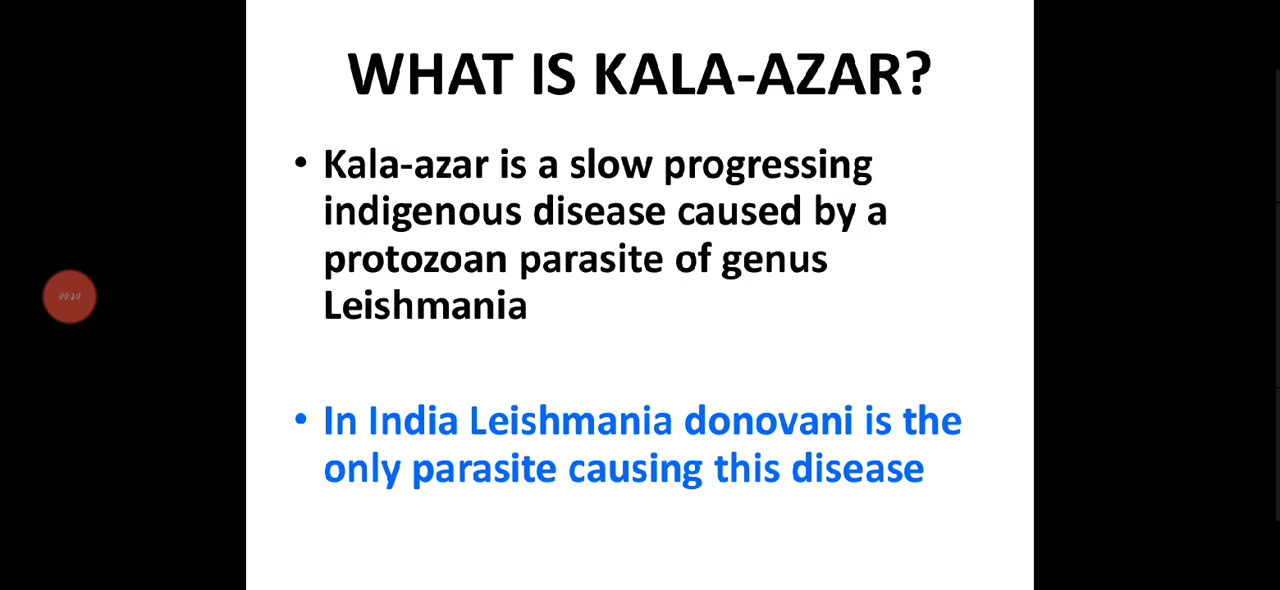 WHAT IS KALA-AZAR?
• Kala-azar is a slow progressing
indigenous disease caused by a
protozoan parasite of genus
Leishmania
• In India Leishmania donovani is the
only parasite causing this disease